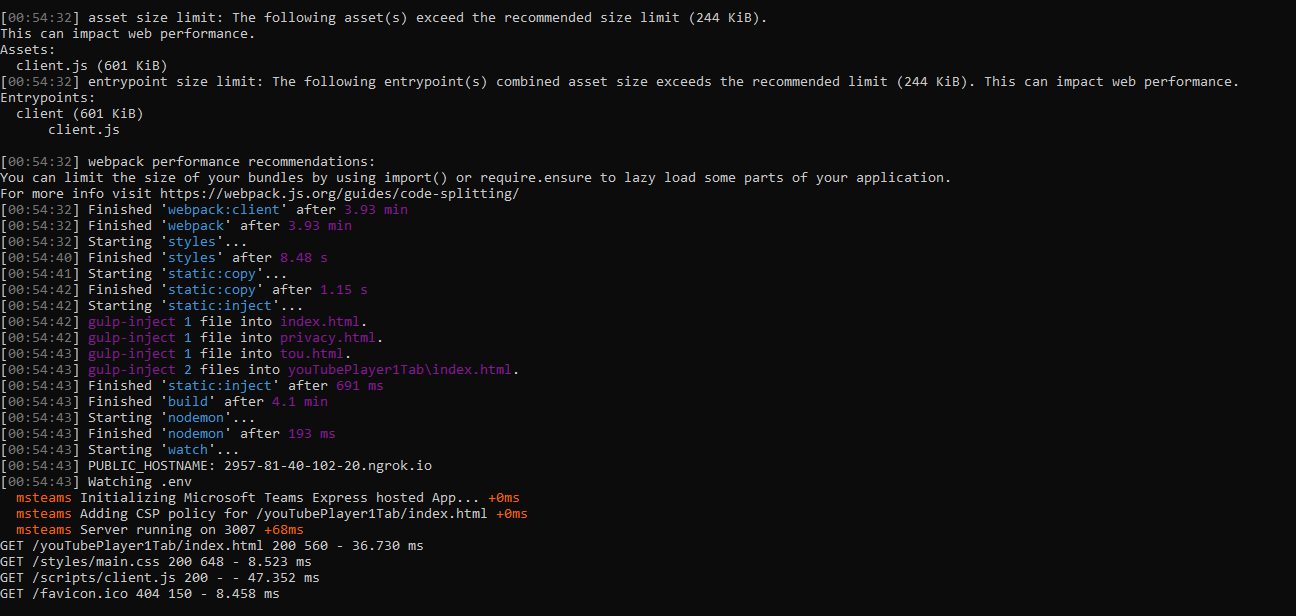 [00:54:32] asset size limit: The following asset(s) exceed the recommended size limit (244 KiB).
This can impact web performance.
Assets:
  client.js (601 KiB)
[00:54:32] entrypoint size limit: The following entrypoint(s) combined asset size exceeds the recommended limit (244 KiB). This can impact web performance.
Entrypoints:
  client (601 KiB)
      client.js

[00:54:32] webpack performance recommendations:
You can limit the size of your bundles by using import() or require.ensure to lazy load some parts of your application.
For more info visit https://webpack.js.org/guides/code-splitting/
[00:54:32] Finished 'webpack:client' after 3.93 min
[00:54:32] Finished 'webpack' after 3.93 min
[00:54:32] Starting 'styles'...
[00:54:40] Finished 'styles' after 8.48 s
[00:54:41] Starting 'static:copy'...
[00:54:42] Finished 'static:copy' after 1.15 s
[00:54:42] Starting 'static:inject'...
[00:54:42] gulp-inject 1 file into index.html.
[00:54:42] gulp-inject 1 file into privacy.html.
[00:54:43] gulp-inject 1 file into tou.html.
[00:54:43] gulp-inject 2 files into youTubePlayer1Tab\index.html.
[00:54:43] Finished 'static:inject' after 691 ms
[00:54:43] Finished 'build' after 4.1 min
[00:54:43] Starting 'nodemon'...
[00:54:43] Finished 'nodemon' after 193 ms
[00:54:43] Starting 'watch'...
[00:54:43] PUBLIC_HOSTNAME: 2957-81-40-102-20.ngrok.io
[00:54:43] Watching .env
  msteams Initializing Microsoft Teams Express hosted App... +0ms
  msteams Adding CSP policy for /youTubePlayer1Tab/index.html +0ms
  msteams Server running on 3007 +68ms
GET /youTubePlayer1Tab/index.html 200 560 - 36.730 ms
GET /styles/main.css 200 648 - 8.523 ms
GET /scripts/client.js 200 - - 47.352 ms
GET /favicon.ico 404 150 - 8.458 ms